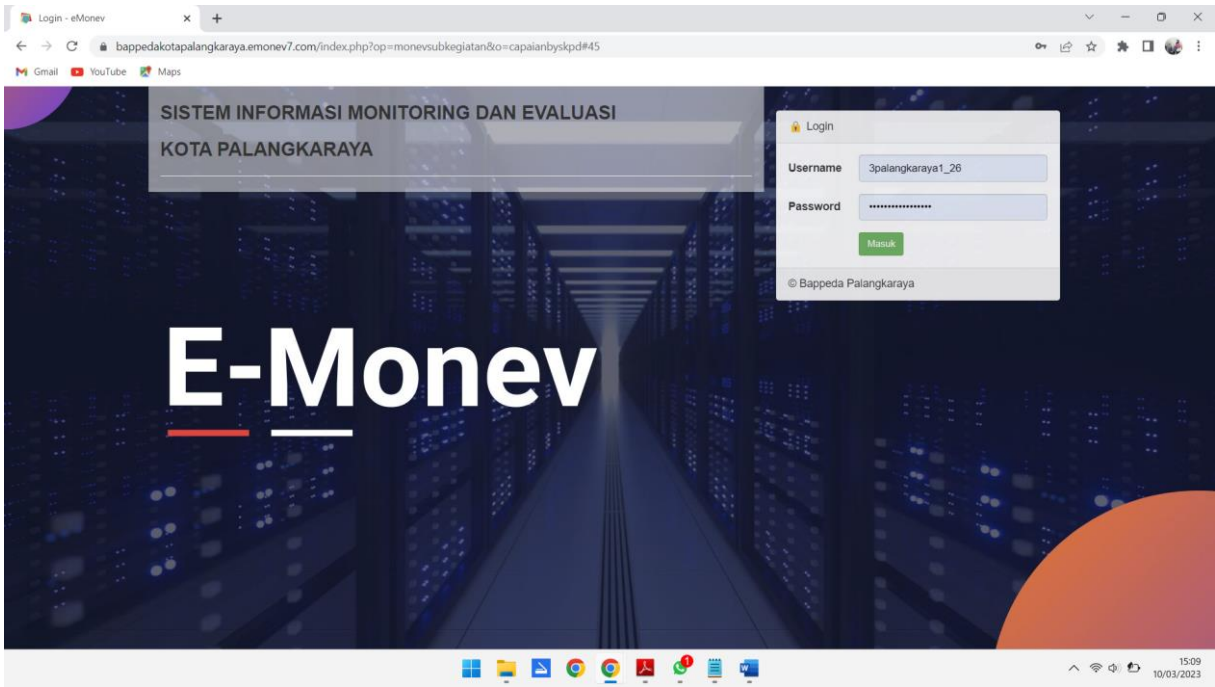 Login - eMonev
bappedakotapalangkaraya.emonev7.com/index.php?op=monevsubkegiatan&o=capaianbyskpd#45
Gmail YouTube Maps
SISTEM INFORMASI MONITORING DAN EVALUASI
KOTA PALANGKARAYA
Login
Username 3palangkaraya1_26
Password •••••••••••••••••
Masuk
© Bappeda Palangkaraya
E-Monev
1
15:09
10/03/2023